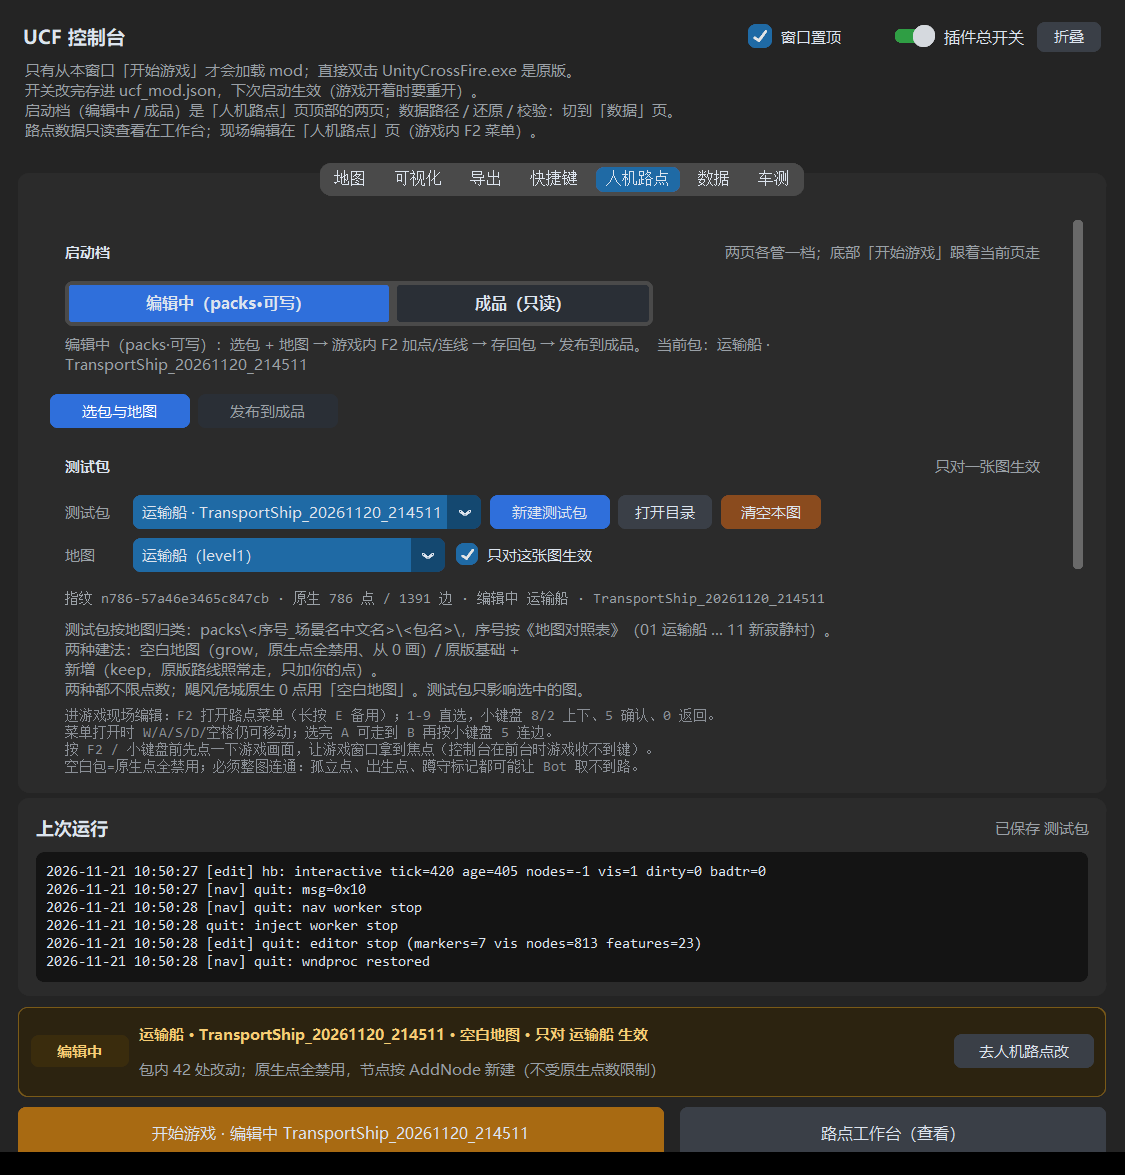 UCF 控制台
窗口置顶
插件总开关
折叠
只有从本窗口「开始游戏」才会加载 mod；直接双击 UnityCrossFire.exe 是原版。
开关改完存进 ucf_mod.json，下次启动生效（游戏开着时要重开）。
启动档（编辑中 / 成品）是「人机路点」页顶部的两页；数据路径 / 还原 / 校验：切到「数据」页。
路点数据只读查看在工作台；现场编辑在「人机路点」页（游戏内 F2 菜单）。
地图 可视化 导出 快捷键 人机路点 数据 车测
启动档
两页各管一档；底部「开始游戏」跟着当前页走
编辑中（packs•可写）
成品（只读）
编辑中（packs·可写）：选包 + 地图 → 游戏内 F2 加点/连线 → 存回包 → 发布到成品。 当前包：运输船 ·
TransportShip_20261120_214511
选包与地图
发布到成品
测试包
只对一张图生效
测试包
运输船 · TransportShip_20261120_214511
新建测试包
打开目录
清空本图
地图
运输船（level1）
只对这张图生效
指纹 n786-57a46e3465c847cb · 原生 786 点 / 1391 边 · 编辑中 运输船 · TransportShip_20261120_214511
测试包按地图归类：packs\<序号_场景名中文名>\<包名>\，序号按《地图对照表》（01 运输船 … 11 新寂静村）。
两种建法：空白地图（grow，原生点全禁用、从 0 画）/ 原版基础 +
新增（keep，原版路线照常走，只加你的点）。
两种都不限点数；飓风危城原生 0 点用「空白地图」。测试包只影响选中的图。
进游戏现场编辑：F2 打开路点菜单（长按 E 备用）；1-9 直选，小键盘 8/2 上下、5 确认、0 返回。
菜单打开时 W/A/S/D/空格仍可移动；选完 A 可走到 B 再按小键盘 5 连边。
按 F2 / 小键盘前先点一下游戏画面，让游戏窗口拿到焦点（控制台在前台时游戏收不到键）。
空白包=原生点全禁用；必须整图连通：孤立点、出生点、蹲守标记都可能让 Bot 取不到路。
上次运行
已保存 测试包
2026-11-21 10:50:27 [edit] hb: interactive tick=420 age=405 nodes=-1 vis=1 dirty=0 badtr=0
2026-11-21 10:50:27 [nav] quit: msg=0x10
2026-11-21 10:50:28 [nav] quit: nav worker stop
2026-11-21 10:50:28 quit: inject worker stop
2026-11-21 10:50:28 [edit] quit: editor stop (markers=7 vis nodes=813 features=23)
2026-11-21 10:50:28 [nav] quit: wndproc restored
编辑中
运输船 • TransportShip_20261120_214511 • 空白地图 • 只对 运输船 生效
包内 42 处改动；原生点全禁用，节点按 AddNode 新建（不受原生点数限制）
去人机路点改
开始游戏 · 编辑中 TransportShip_20261120_214511
路点工作台（查看）